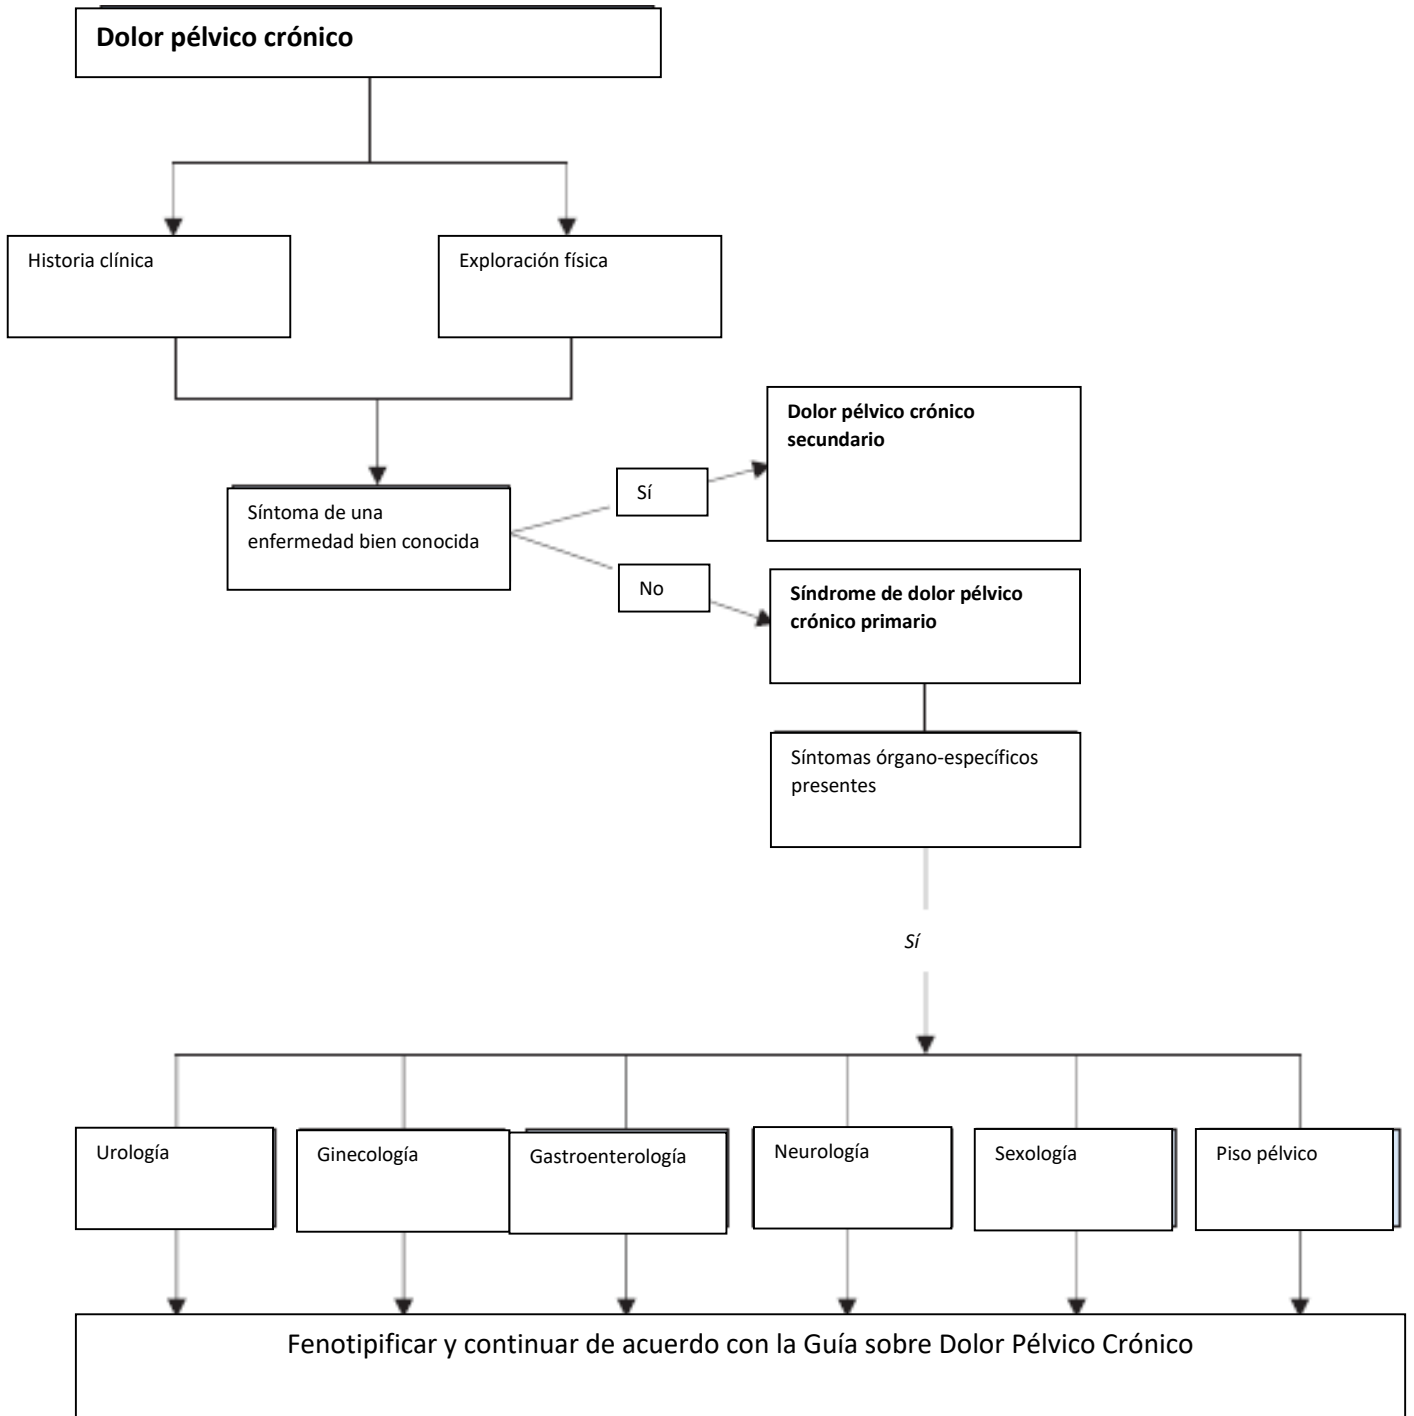 Dolor pélvico crónico
Historia clínica
Exploración física
Síntoma de una
enfermedad bien conocida
Sí
Dolor pélvico crónico
secundario
No
Síndrome de dolor pélvico
crónico primario
Síntomas órgano-específicos
presentes
Sí
Urología
Ginecología
Gastroenterología
Neurología
Sexología
Piso pélvico
Fenotipificar y continuar de acuerdo con la Guía sobre Dolor Pélvico Crónico